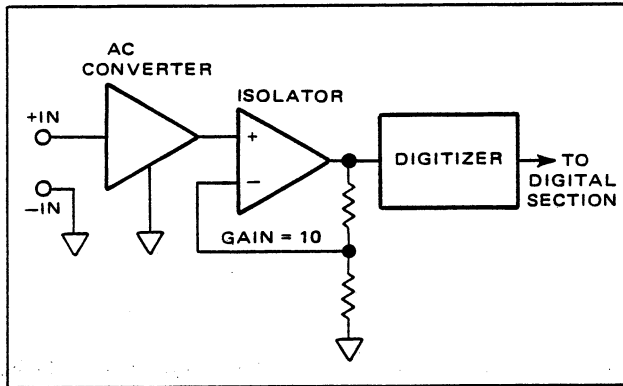 AC
CONVERTER
ISOLATOR
+IN
+
DIGITIZER
TO
DIGITAL
SECTION
−
−IN
GAIN = 10